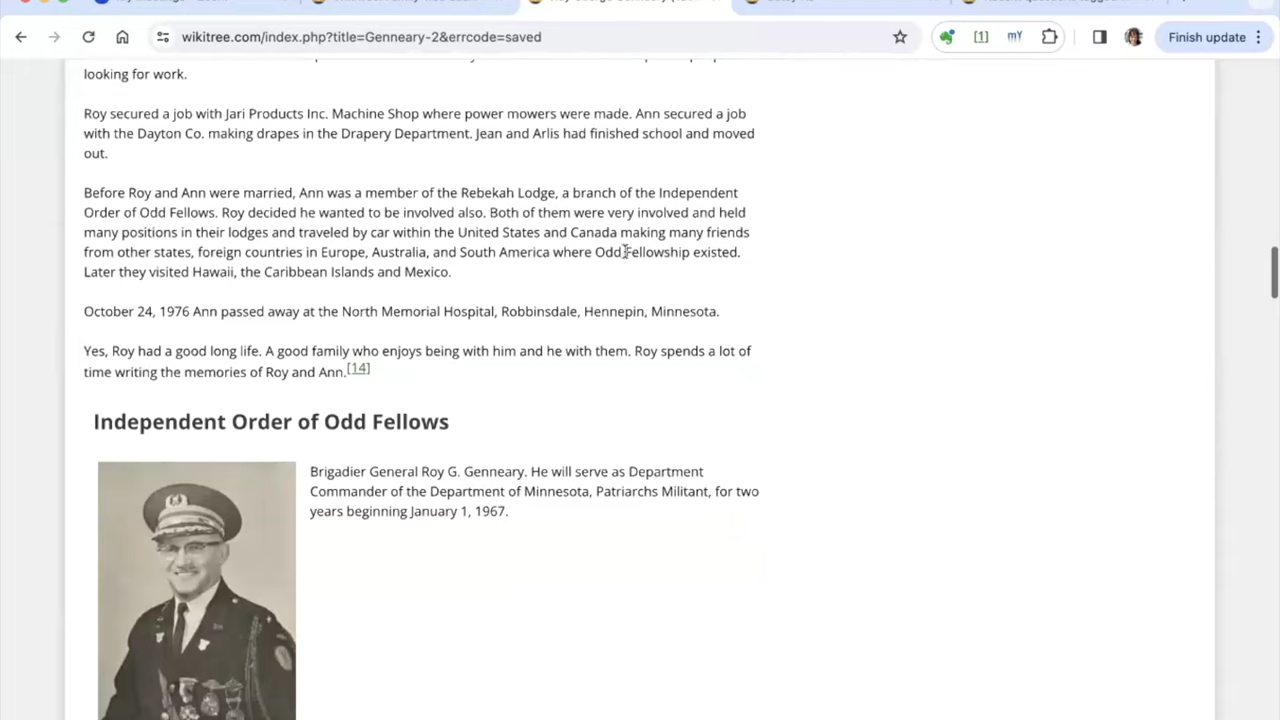 wikitree.com/index.php?title=Genneary-2&errcode=saved
[1]
mY
Finish update
looking for work.
Roy secured a job with Jari Products Inc. Machine Shop where power mowers were made. Ann secured a job
with the Dayton Co. making drapes in the Drapery Department. Jean and Arlis had finished school and moved
out.
Before Roy and Ann were married, Ann was a member of the Rebekah Lodge, a branch of the Independent
Order of Odd Fellows. Roy decided he wanted to be involved also. Both of them were very involved and held
many positions in their lodges and traveled by car within the United States and Canada making many friends
from other states, foreign countries in Europe, Australia, and South America where Odd Fellowship existed.
Later they visited Hawaii, the Caribbean Islands and Mexico.
October 24, 1976 Ann passed away at the North Memorial Hospital, Robbinsdale, Hennepin, Minnesota.
Yes, Roy had a good long life. A good family who enjoys being with him and he with them. Roy spends a lot of
time writing the memories of Roy and Ann.[14]
Independent Order of Odd Fellows
Brigadier General Roy G. Genneary. He will serve as Department
Commander of the Department of Minnesota, Patriarchs Militant, for two
years beginning January 1, 1967.